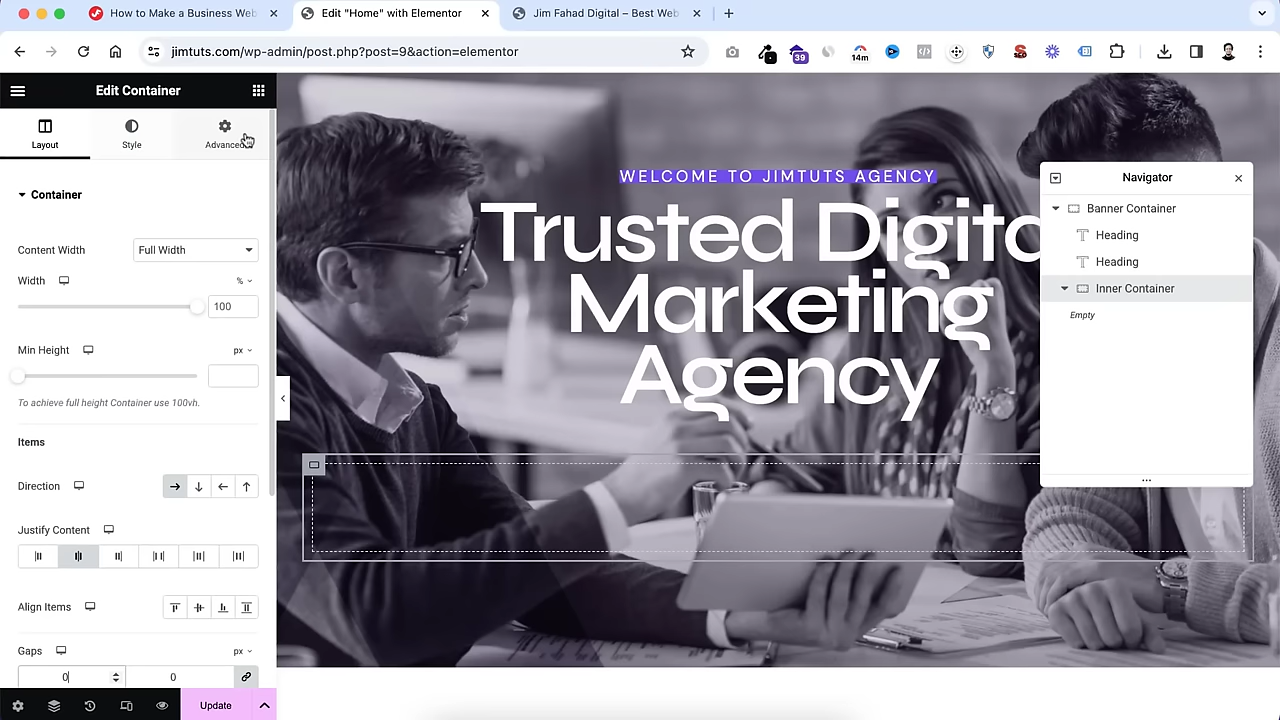 How to Make a Business Web
Edit "Home" with Elementor
Jim Fahad Digital – Best Web
jimtuts.com/wp-admin/post.php?post=9&action=elementor
39
14m
Edit Container
Layout
Style
Advanced
Container
Content Width
Full Width
Width
%
100
Min Height
px
To achieve full height Container use 100vh.
Items
Direction
Justify Content
Align Items
Gaps
px
0
0
Update
WELCOME TO JIMTUTS AGENCY
Trusted Digita
Marketing
Agency
Navigator
Banner Container
Heading
Heading
Inner Container
Empty